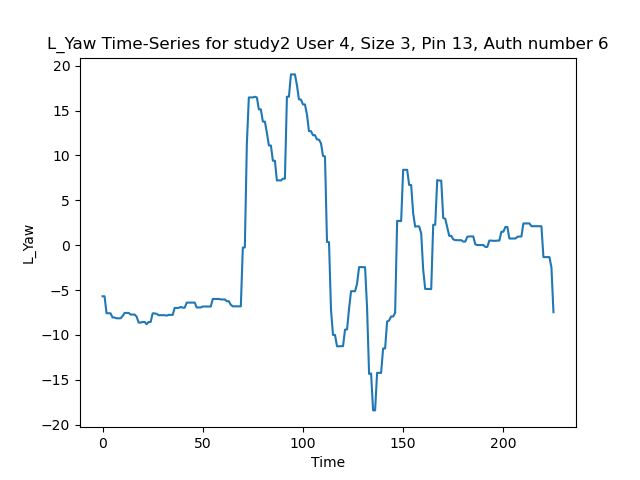 L_Yaw Time-Series for study2 User 4, Size 3, Pin 13, Auth number 6
20
15
10
5
0
−5
−10
−15
−20
L_Yaw
0 50 100 150 200
Time